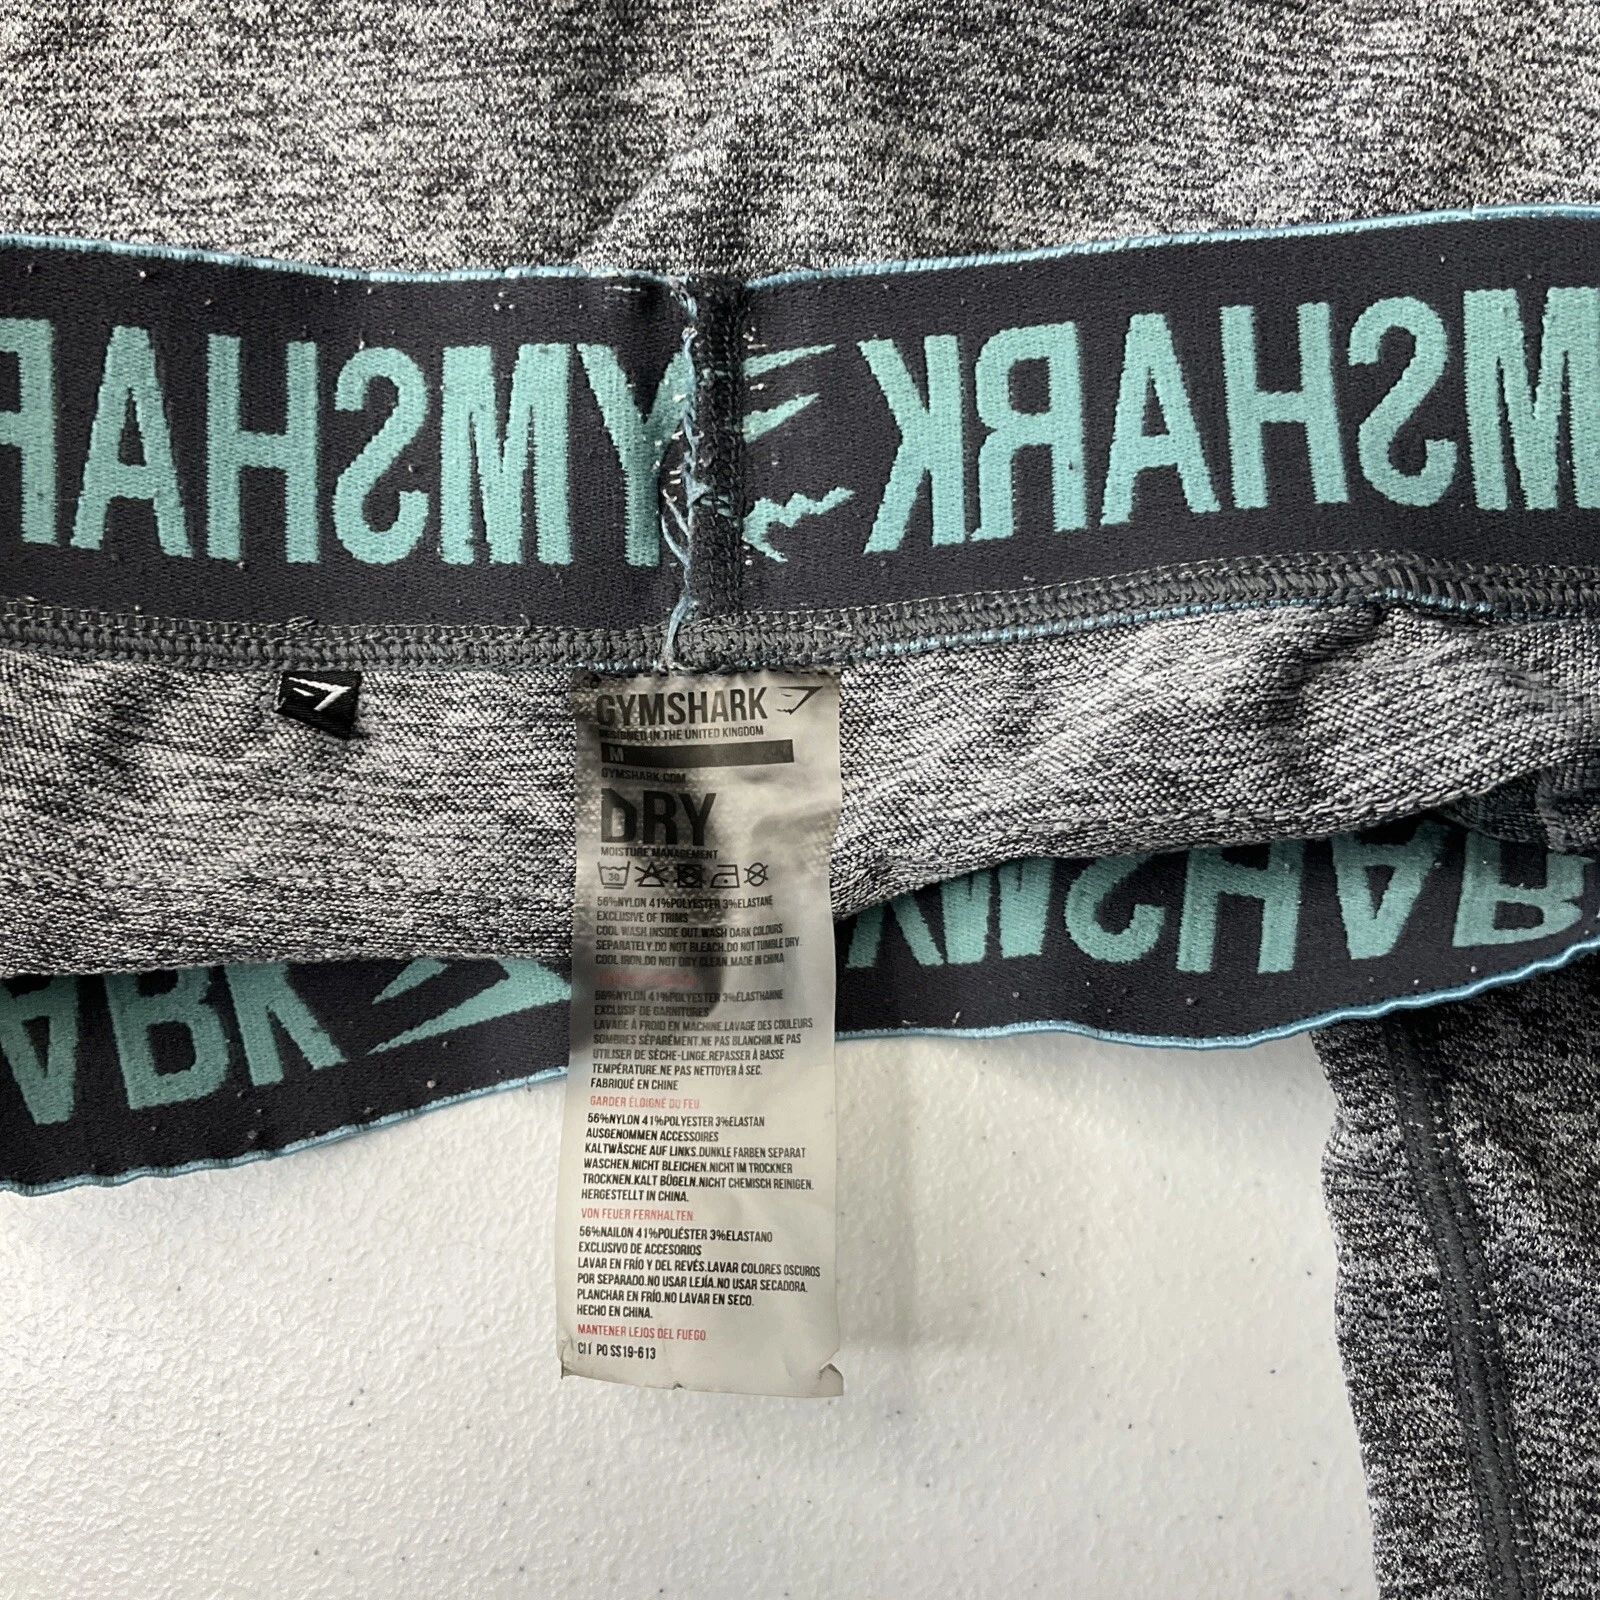 GYMSHARK
GYMSHARK
GYMSHARK
DESIGNED IN THE UNITED KINGDOM
M
GYMSHARK.COM
DRY
MOISTURE MANAGEMENT
30
56%NYLON 41%POLYESTER 3%ELASTANE
EXCLUSIVE OF TRIMS
COOL WASH INSIDE OUT.WASH DARK COLOURS
SEPARATELY.DO NOT BLEACH.DO NOT TUMBLE DRY.
COOL IRON.DO NOT DRY CLEAN.MADE IN CHINA
56%NYLON 41%POLYESTER 3%ÉLASTHANNE
EXCLUSIF DE GARNITURES
LAVAGE À FROID EN MACHINE.LAVAGE DES COULEURS
SOMBRES SÉPARÉMENT.NE PAS BLANCHIR.NE PAS
UTILISER DE SÈCHE-LINGE.REPASSER À BASSE
TEMPÉRATURE.NE PAS NETTOYER À SEC.
FABRIQUÉ EN CHINE
GARDER ÉLOIGNÉ DU FEU.
56%NYLON 41%POLYESTER 3%ELASTAN
AUSGENOMMEN ACCESSOIRES
KALTWÄSCHE AUF LINKS.DUNKLE FARBEN SEPARAT
WASCHEN.NICHT BLEICHEN.NICHT IM TROCKNER
TROCKNEN.KALT BÜGELN.NICHT CHEMISCH REINIGEN.
HERGESTELLT IN CHINA.
VON FEUER FERNHALTEN.
56%NAILON 41%POLIÉSTER 3%ELASTANO
EXCLUSIVO DE ACCESORIOS
LAVAR EN FRÍO Y DEL REVÉS.LAVAR COLORES OSCUROS
POR SEPARADO.NO USAR LEJÍA.NO USAR SECADORA.
PLANCHAR EN FRÍO.NO LAVAR EN SECO.
HECHO EN CHINA.
MANTENER LEJOS DEL FUEGO.
PO SS19-613